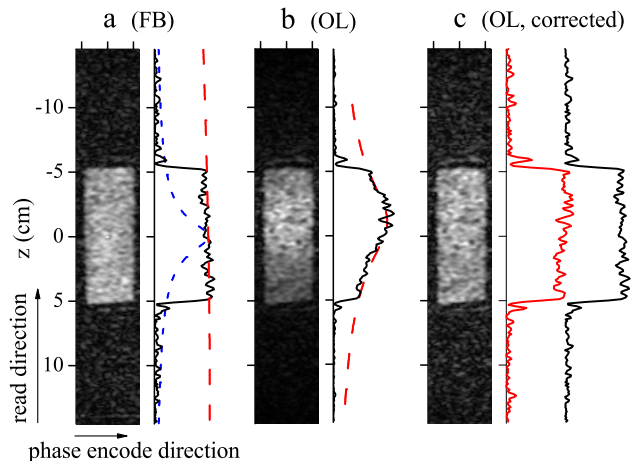 a (FB)
b (OL)
c (OL, corrected)
-10
-5
0
5
10
z (cm)
read direction
phase encode direction